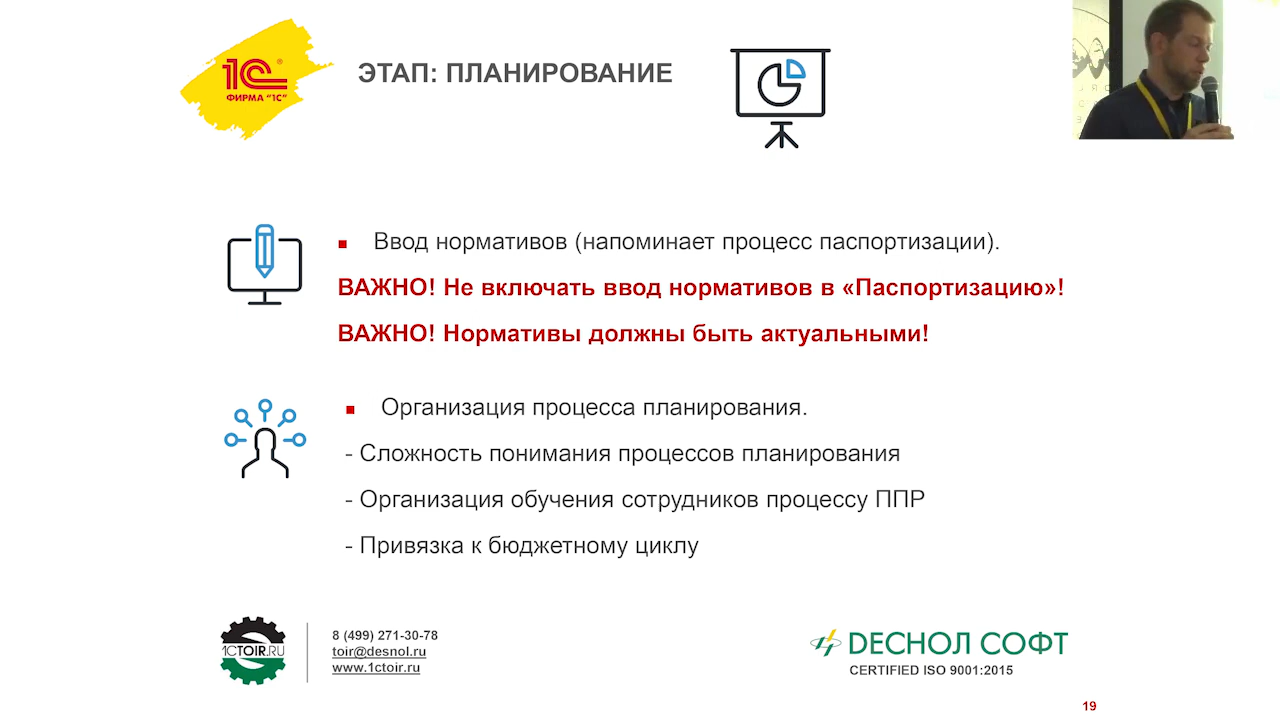 1С®
ФИРМА "1С"
ЭТАП: ПЛАНИРОВАНИЕ
Ввод нормативов (напоминает процесс паспортизации).
ВАЖНО! Не включать ввод нормативов в «Паспортизацию»!
ВАЖНО! Нормативы должны быть актуальными!
Организация процесса планирования.
- Сложность понимания процессов планирования
- Организация обучения сотрудников процессу ППР
- Привязка к бюджетному циклу
1CTOIR.RU
8 (499) 271-30-78
toir@desnol.ru
www.1ctoir.ru
DЕСНОЛ СОФТ
CERTIFIED ISO 9001:2015
19